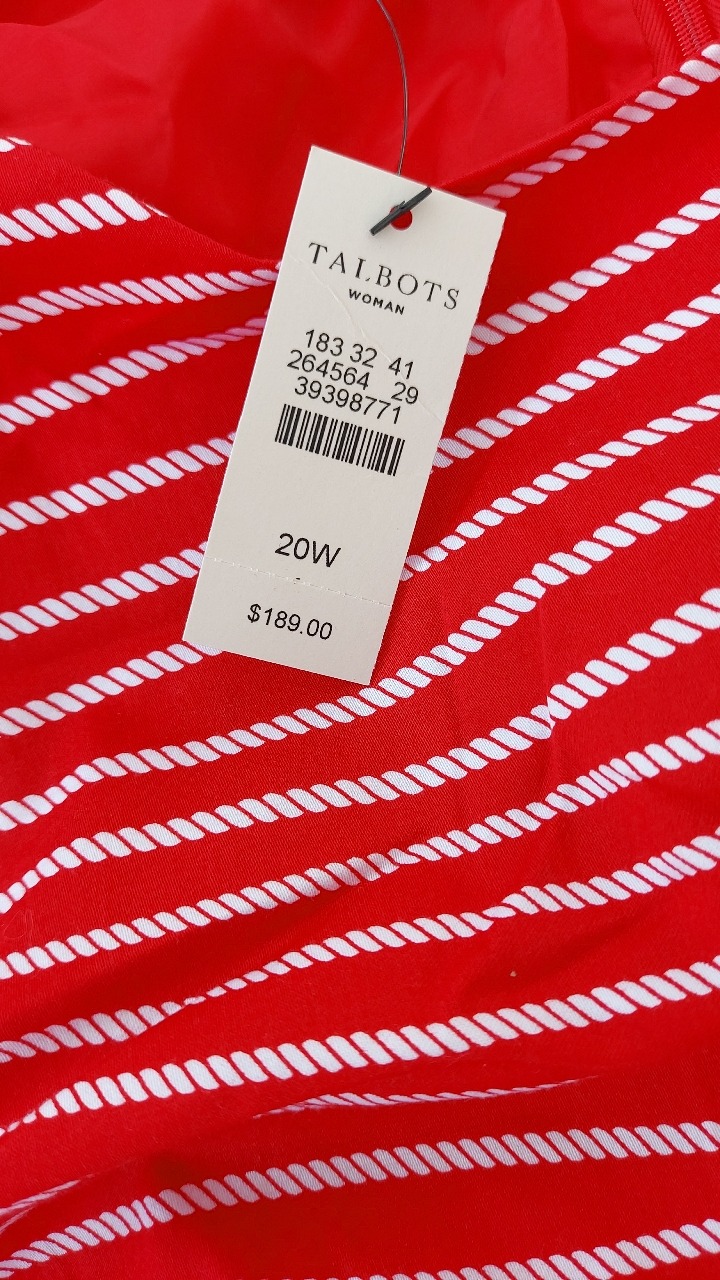 TALBOTS
WOMAN
183 32 41
264564 29
39398771
20W
$189.00